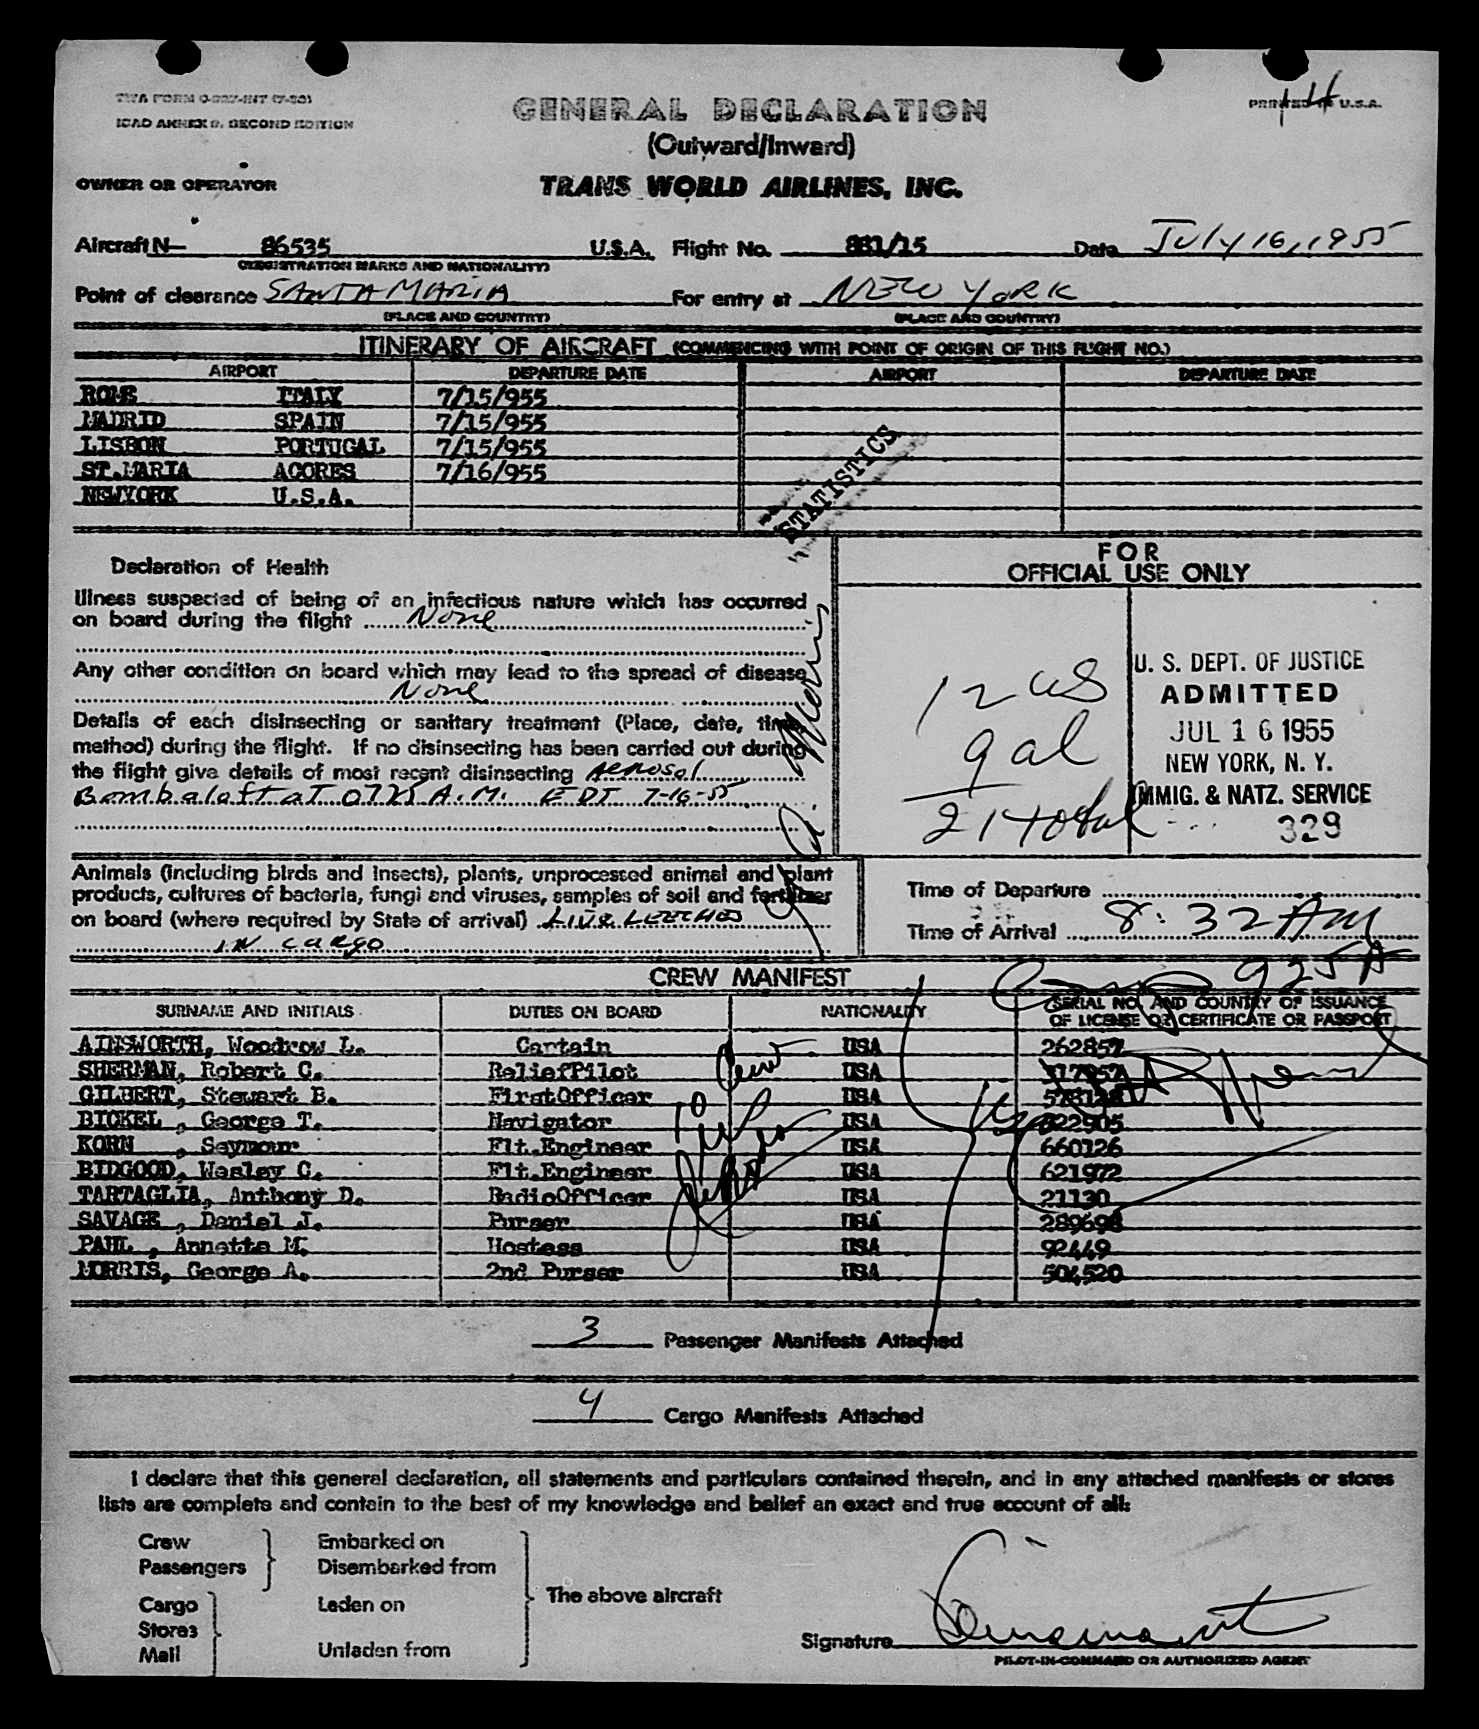 TWA FORM O-327-INT (7-53)
PRINTED IN U.S.A.
14
ICAO ANNEX 9, SECOND EDITION
GENERAL DECLARATION
(Outward/Inward)
OWNER OR OPERATOR TRANS WORLD AIRLINES, INC.
Aircraft N- 86535 U.S.A. Flight No. 881/15 Date July 16, 1955
(REGISTRATION MARKS AND NATIONALITY)
Point of clearance SANTA MARIA For entry at NEW YORK
(PLACE AND COUNTRY) (PLACE AND COUNTRY)
ITINERARY OF AIRCRAFT (COMMENCING WITH POINT OF ORIGIN OF THIS FLIGHT NO.)
AIRPORT DEPARTURE DATE AIRPORT DEPARTURE DATE
ROME ITALY 7/15/955
MADRID SPAIN 7/15/955
LISBON PORTUGAL 7/15/955
ST.MARIA ACORES 7/16/955
NEWYORK U.S.A.
STATISTICS
Declaration of Health
Illness suspected of being of an infectious nature which has occurred
on board during the flight None
Any other condition on board which may lead to the spread of disease
None
Details of each disinsecting or sanitary treatment (Place, date, time,
method) during the flight. If no disinsecting has been carried out during
the flight give details of most recent disinsecting Aerosol
Bomb aloft at 0725 A.M. EDT 7-16-55
FOR
OFFICIAL USE ONLY
12 US
9 al
21 total
U. S. DEPT. OF JUSTICE
ADMITTED
JUL 16 1955
NEW YORK, N. Y.
IMMIG. & NATZ. SERVICE
329
Animals (including birds and insects), plants, unprocessed animal and plant
products, cultures of bacteria, fungi and viruses, samples of soil and fertilizer
on board (where required by State of arrival) Live Leeches
in cargo
Time of Departure
Time of Arrival 8:32 AM
925 A
CREW MANIFEST
SURNAME AND INITIALS DUTIES ON BOARD NATIONALITY SERIAL NO. AND COUNTRY OF ISSUANCE
OF LICENSE OR CERTIFICATE OR PASSPORT
AINSWORTH, Woodrow L. Captain USA 262857
SHERMAN, Robert C. ReliefPilot USA 317957
GILBERT, Stewart B. FirstOfficer USA
BICKEL , George T. Navigator USA 922905
KORN , Seymour Flt.Engineer USA 660126
BIDGOOD, Wesley C. Flt.Engineer USA 621972
TARTAGLIA, Anthony D. RadioOfficer USA 21130
SAVAGE , Daniel J. Purser USA 289698
PAHL , Annette M. Hostess USA 92449
MORRIS, George A. 2nd Purser USA 504520
3 Passenger Manifests Attached
4 Cargo Manifests Attached
I declare that this general declaration, all statements and particulars contained therein, and in any attached manifests or stores
lists are complete and contain to the best of my knowledge and belief an exact and true account of all:
Crew Embarked on
Passengers Disembarked from
The above aircraft
Cargo Laden on
Stores
Mail Unladen from
Signature
PILOT-IN-COMMAND OR AUTHORIZED AGENT